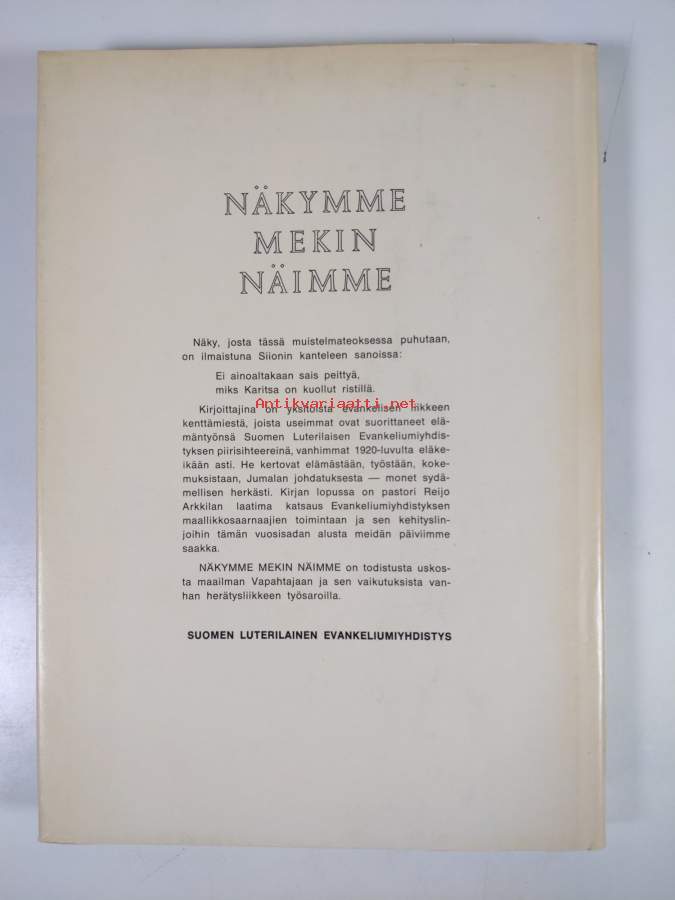 NÄKYMME
MEKIN
NÄIMME
Näky, josta tässä muistelmateoksessa puhutaan,
on ilmaistuna Siionin kanteleen sanoissa:
Ei ainoaltakaan sais peittyä,
miks Karitsa on kuollut ristillä.
Antikvariaatti.net
Kirjoittajina on yksitoista evankelisen liikkeen
kenttämiestä, joista useimmat ovat suorittaneet elä-
mäntyönsä Suomen Luterilaisen Evankeliumiyhdis-
tyksen piirisihteereinä, vanhimmat 1920-luvulta eläke-
ikään asti. He kertovat elämästään, työstään, koke-
muksistaan, Jumalan johdatuksesta — monet sydä-
mellisen herkästi. Kirjan lopussa on pastori Reijo
Arkkilan laatima katsaus Evankeliumiyhdistyksen
maallikkosaarnaajien toimintaan ja sen kehityslin-
joihin tämän vuosisadan alusta meidän päiviimme
saakka.
NÄKYMME MEKIN NÄIMME on todistusta uskos-
ta maailman Vapahtajaan ja sen vaikutuksista van-
han herätysliikkeen työsaroilla.
SUOMEN LUTERILAINEN EVANKELIUMIYHDISTYS